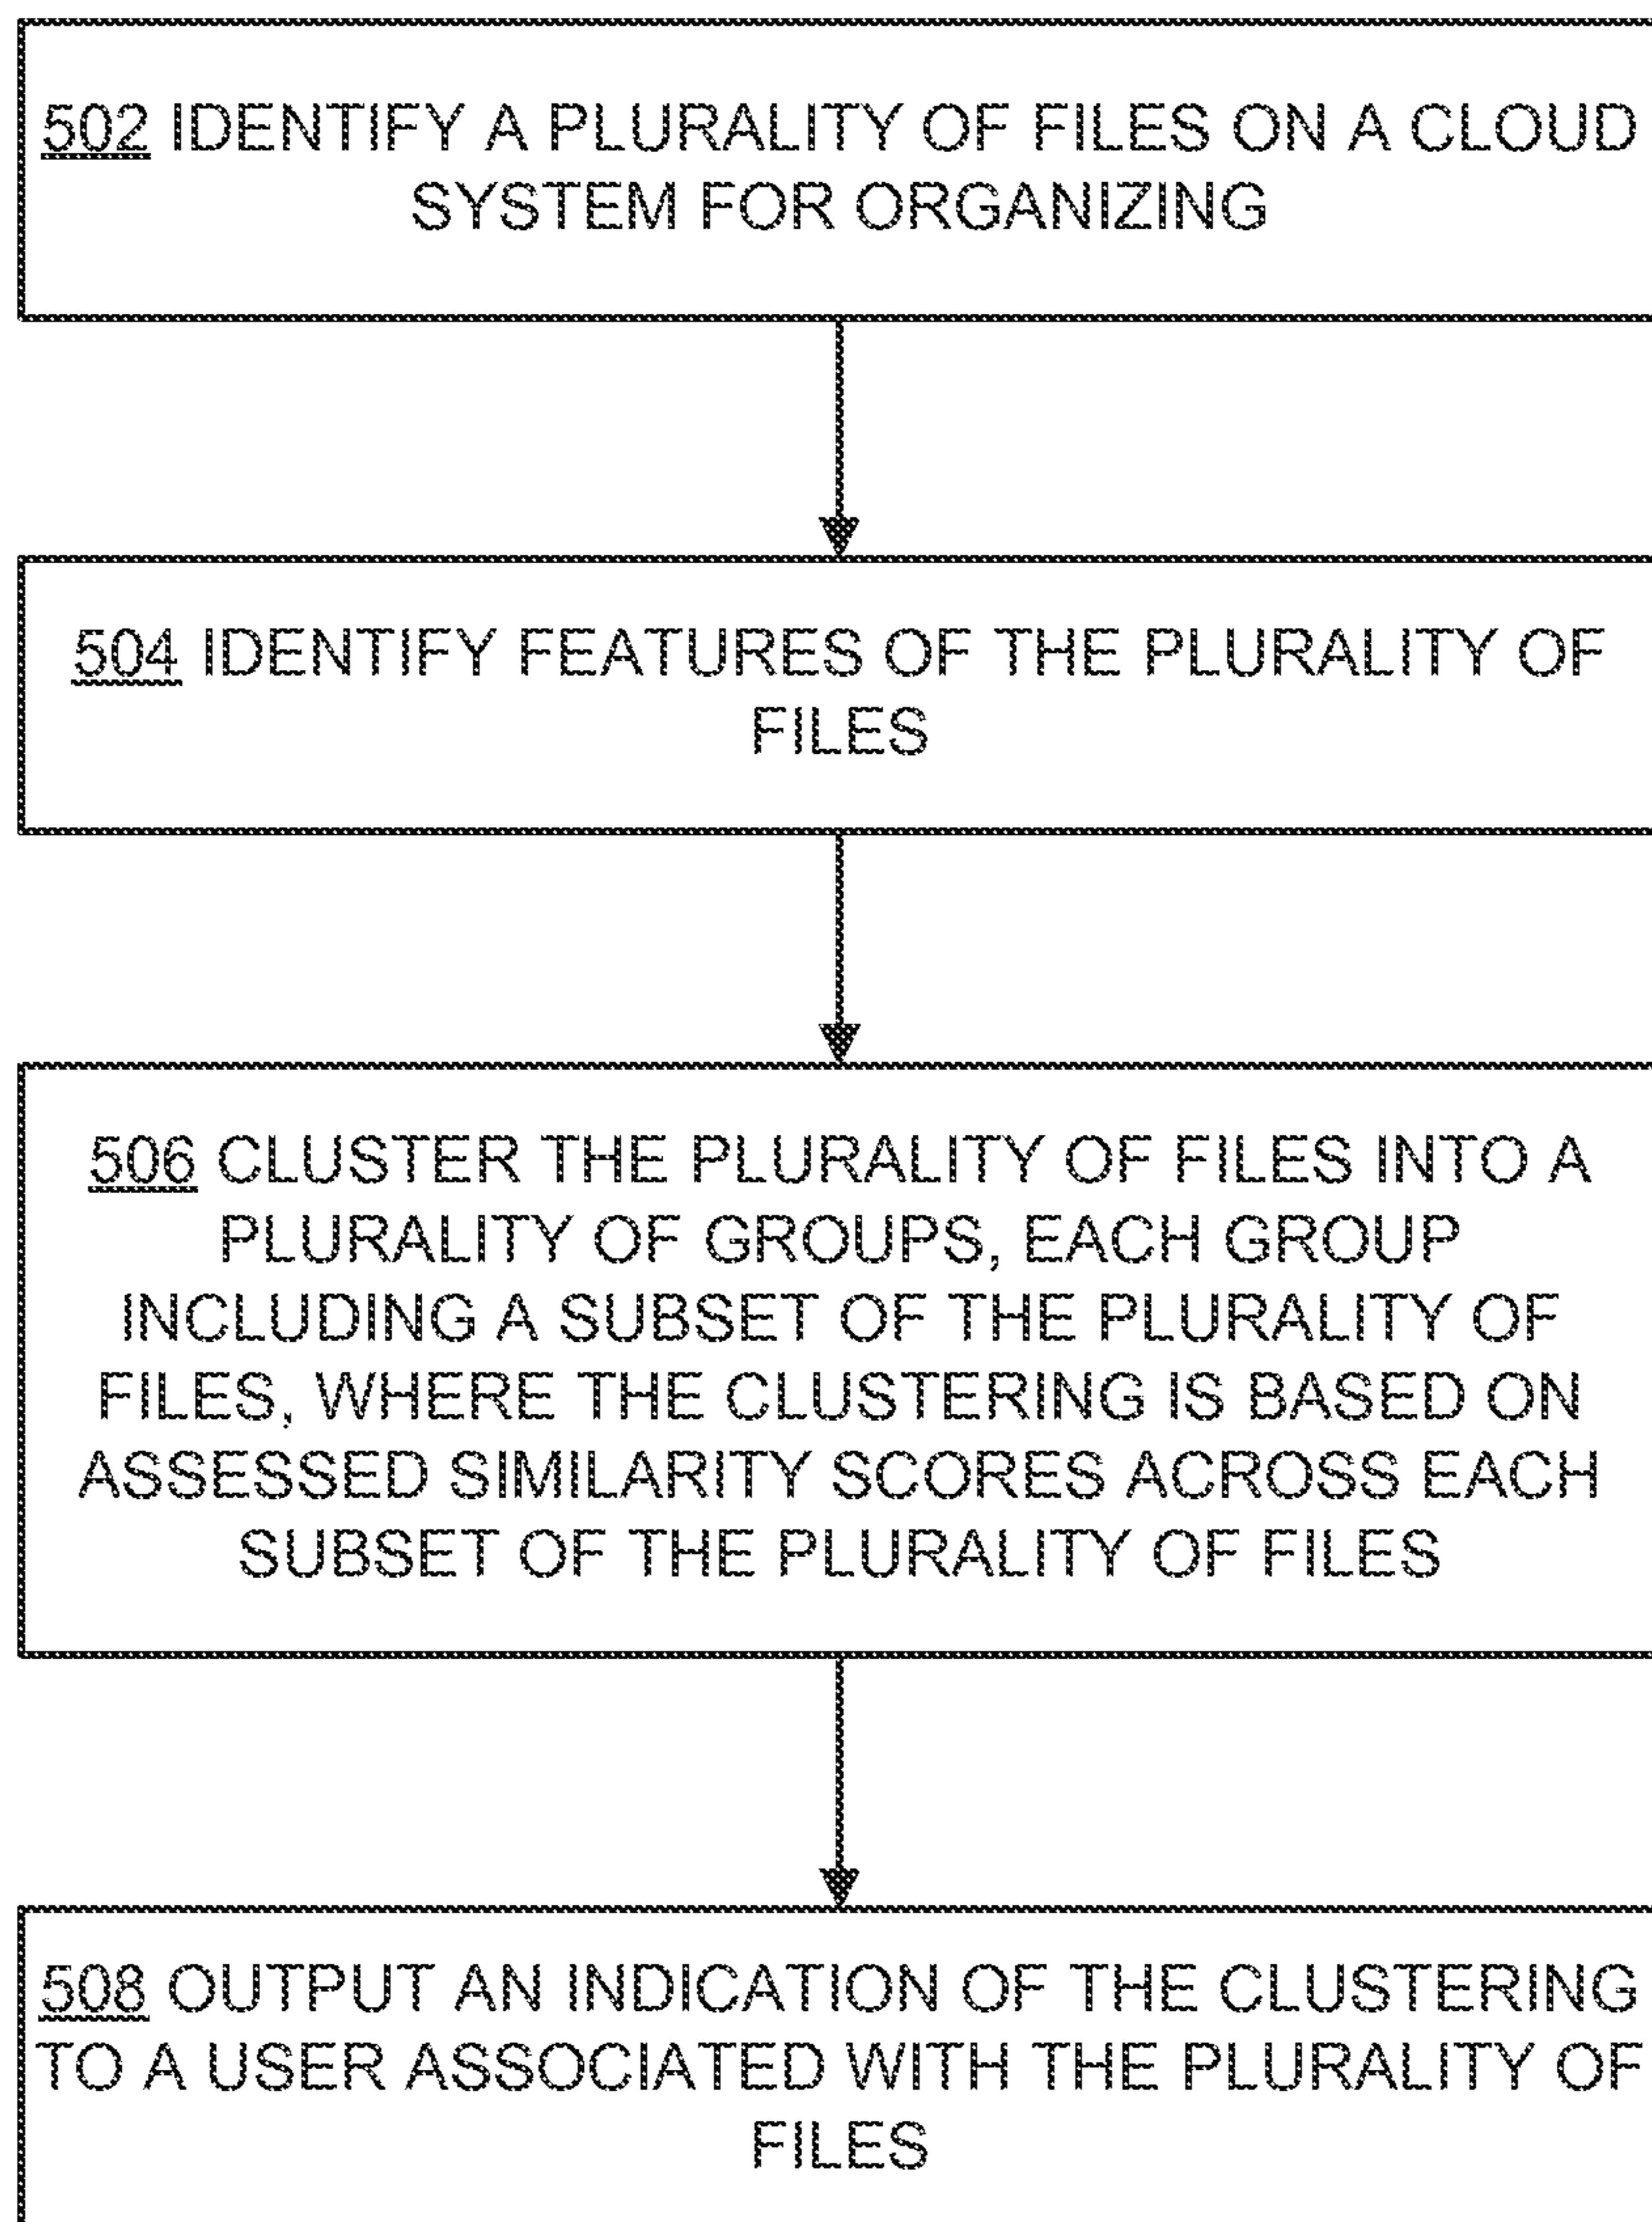 502 IDENTIFY A PLURALITY OF FILES ON A CLOUD
SYSTEM FOR ORGANIZING
504 IDENTIFY FEATURES OF THE PLURALITY OF
FILES
506 CLUSTER THE PLURALITY OF FILES INTO A
PLURALITY OF GROUPS, EACH GROUP
INCLUDING A SUBSET OF THE PLURALITY OF
FILES, WHERE THE CLUSTERING IS BASED ON
ASSESSED SIMILARITY SCORES ACROSS EACH
SUBSET OF THE PLURALITY OF FILES
508 OUTPUT AN INDICATION OF THE CLUSTERING
TO A USER ASSOCIATED WITH THE PLURALITY OF
FILES